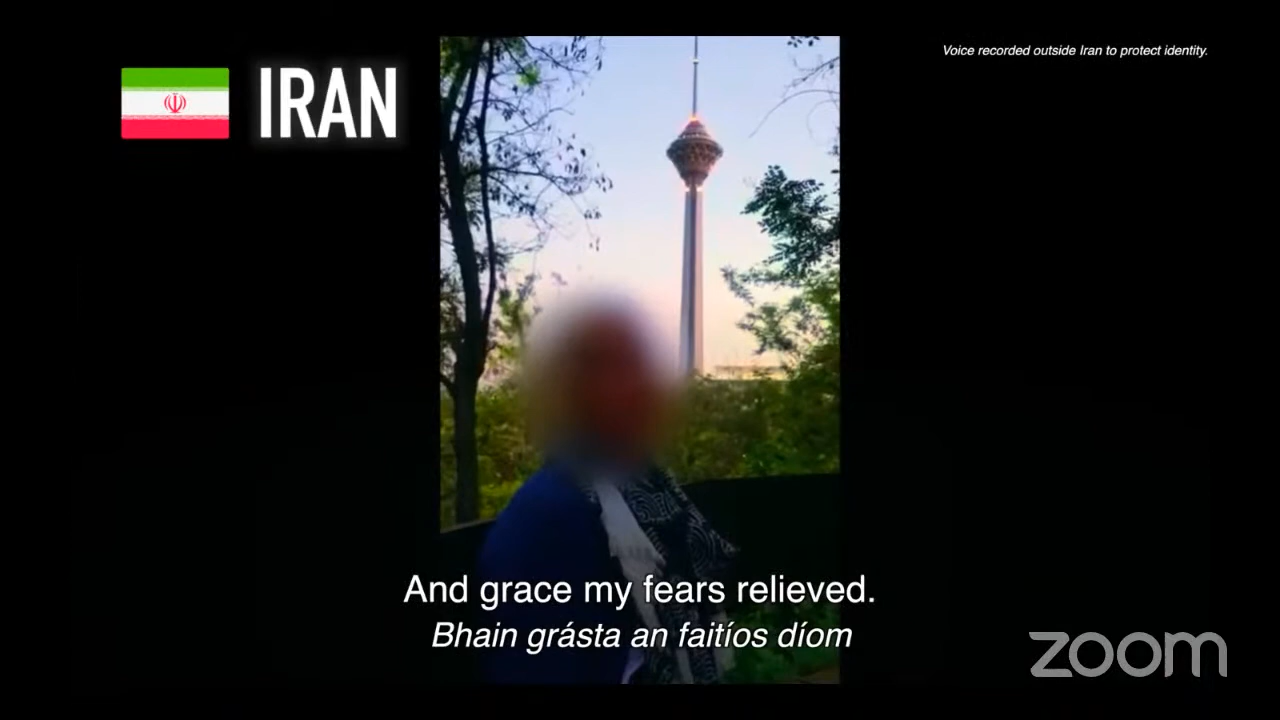 Voice recorded outside Iran to protect identity.
IRAN
And grace my fears relieved.
Bhain grásta an faitíos díom
zoom